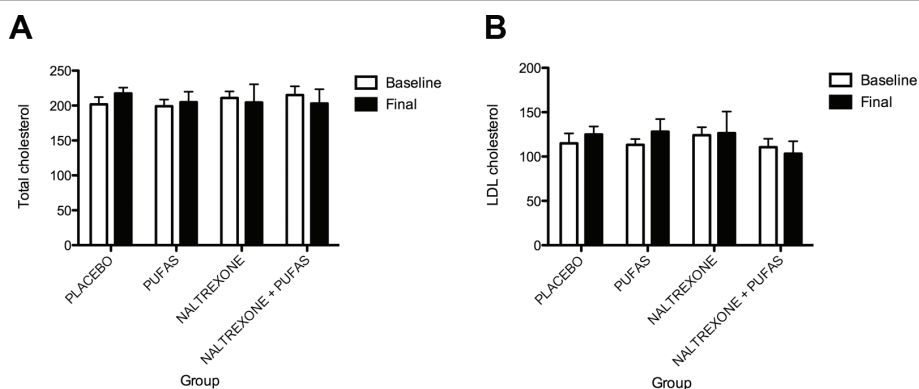 A
Total cholesterol
250
200
150
100
50
0
PLACEBO
PUFAS
NALTREXONE
NALTREXONE + PUFAS
Group
Baseline
Final
B
LDL cholesterol
200
150
100
50
0
PLACEBO
PUFAS
NALTREXONE
NALTREXONE + PUFAS
Group
Baseline
Final